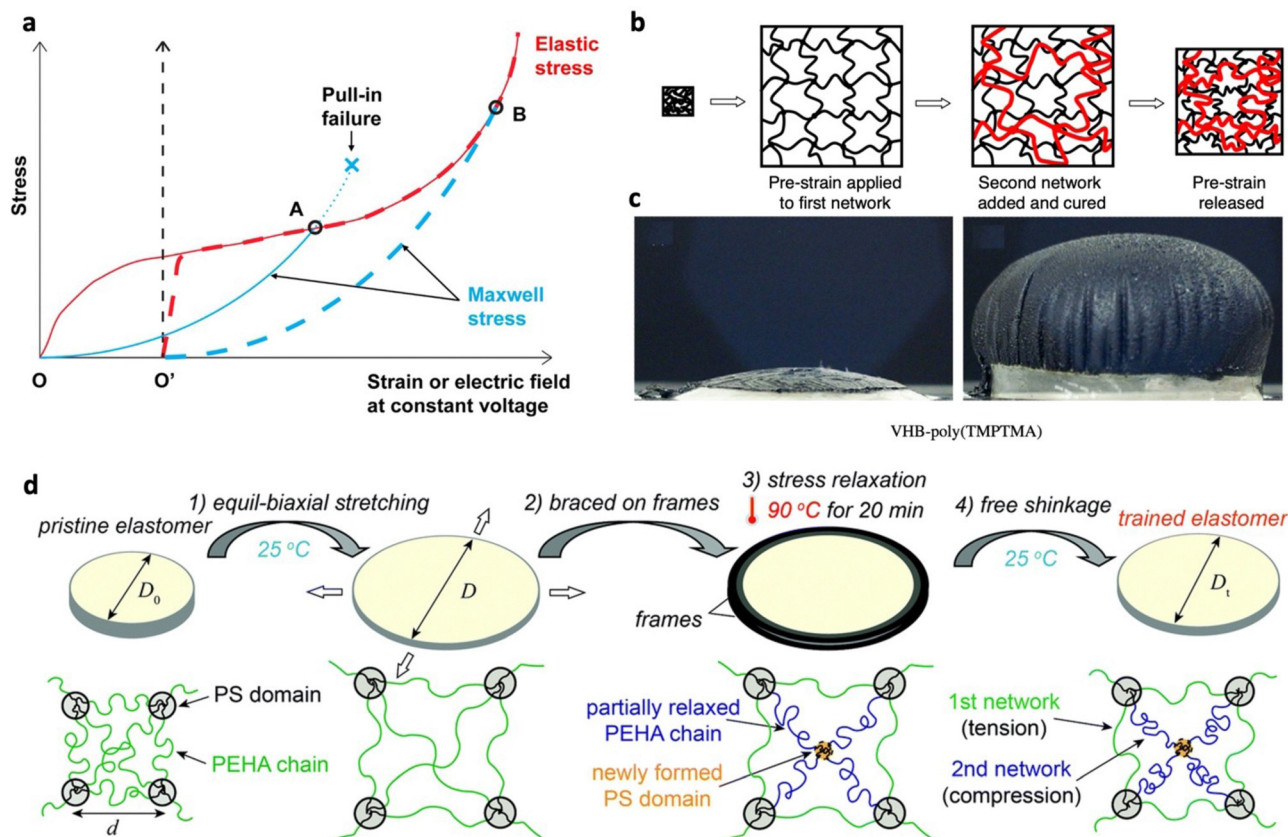 a
Stress
Elastic
stress
Pull-in
failure
A
B
Maxwell
stress
O
O'
Strain or electric field
at constant voltage
b
Pre-strain applied
to first network
Second network
added and cured
Pre-strain
released
c
VHB-poly(TMPTMA)
d
pristine elastomer
D0
1) equil-biaxial stretching
25 °C
D
2) braced on frames
3) stress relaxation
90 °C for 20 min
frames
4) free shinkage
25 °C
trained elastomer
Dt
PS domain
PEHA chain
d
partially relaxed
PEHA chain
newly formed
PS domain
1st network
(tension)
2nd network
(compression)